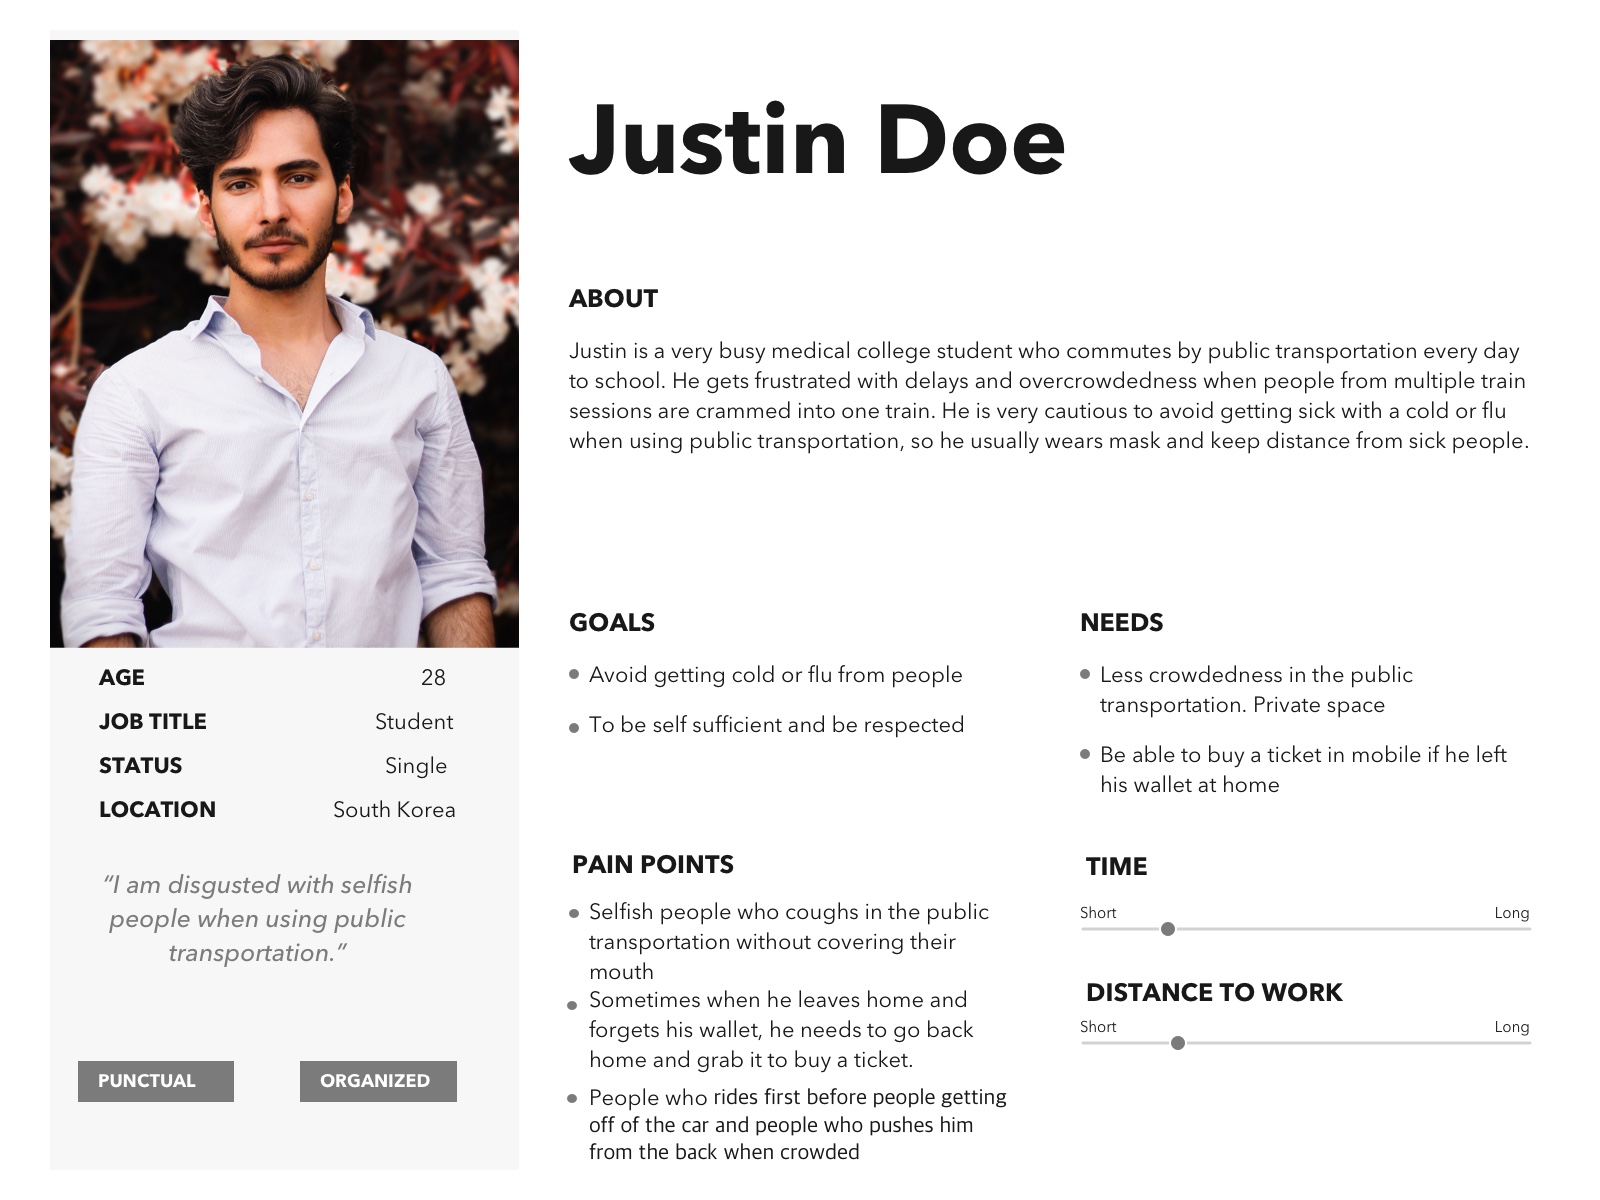 Justin Doe
ABOUT
Justin is a very busy medical college student who commutes by public transportation every day
to school. He gets frustrated with delays and overcrowdedness when people from multiple train
sessions are crammed into one train. He is very cautious to avoid getting sick with a cold or flu
when using public transportation, so he usually wears mask and keep distance from sick people.
AGE 28
JOB TITLE Student
STATUS Single
LOCATION South Korea
“I am disgusted with selfish
people when using public
transportation.”
PUNCTUAL
ORGANIZED
GOALS
Avoid getting cold or flu from people
To be self sufficient and be respected
NEEDS
Less crowdedness in the public
transportation. Private space
Be able to buy a ticket in mobile if he left
his wallet at home
PAIN POINTS
Selfish people who coughs in the public
transportation without covering their
mouth
Sometimes when he leaves home and
forgets his wallet, he needs to go back
home and grab it to buy a ticket.
People who rides first before people getting
off of the car and people who pushes him
from the back when crowded
TIME
Short Long
DISTANCE TO WORK
Short Long